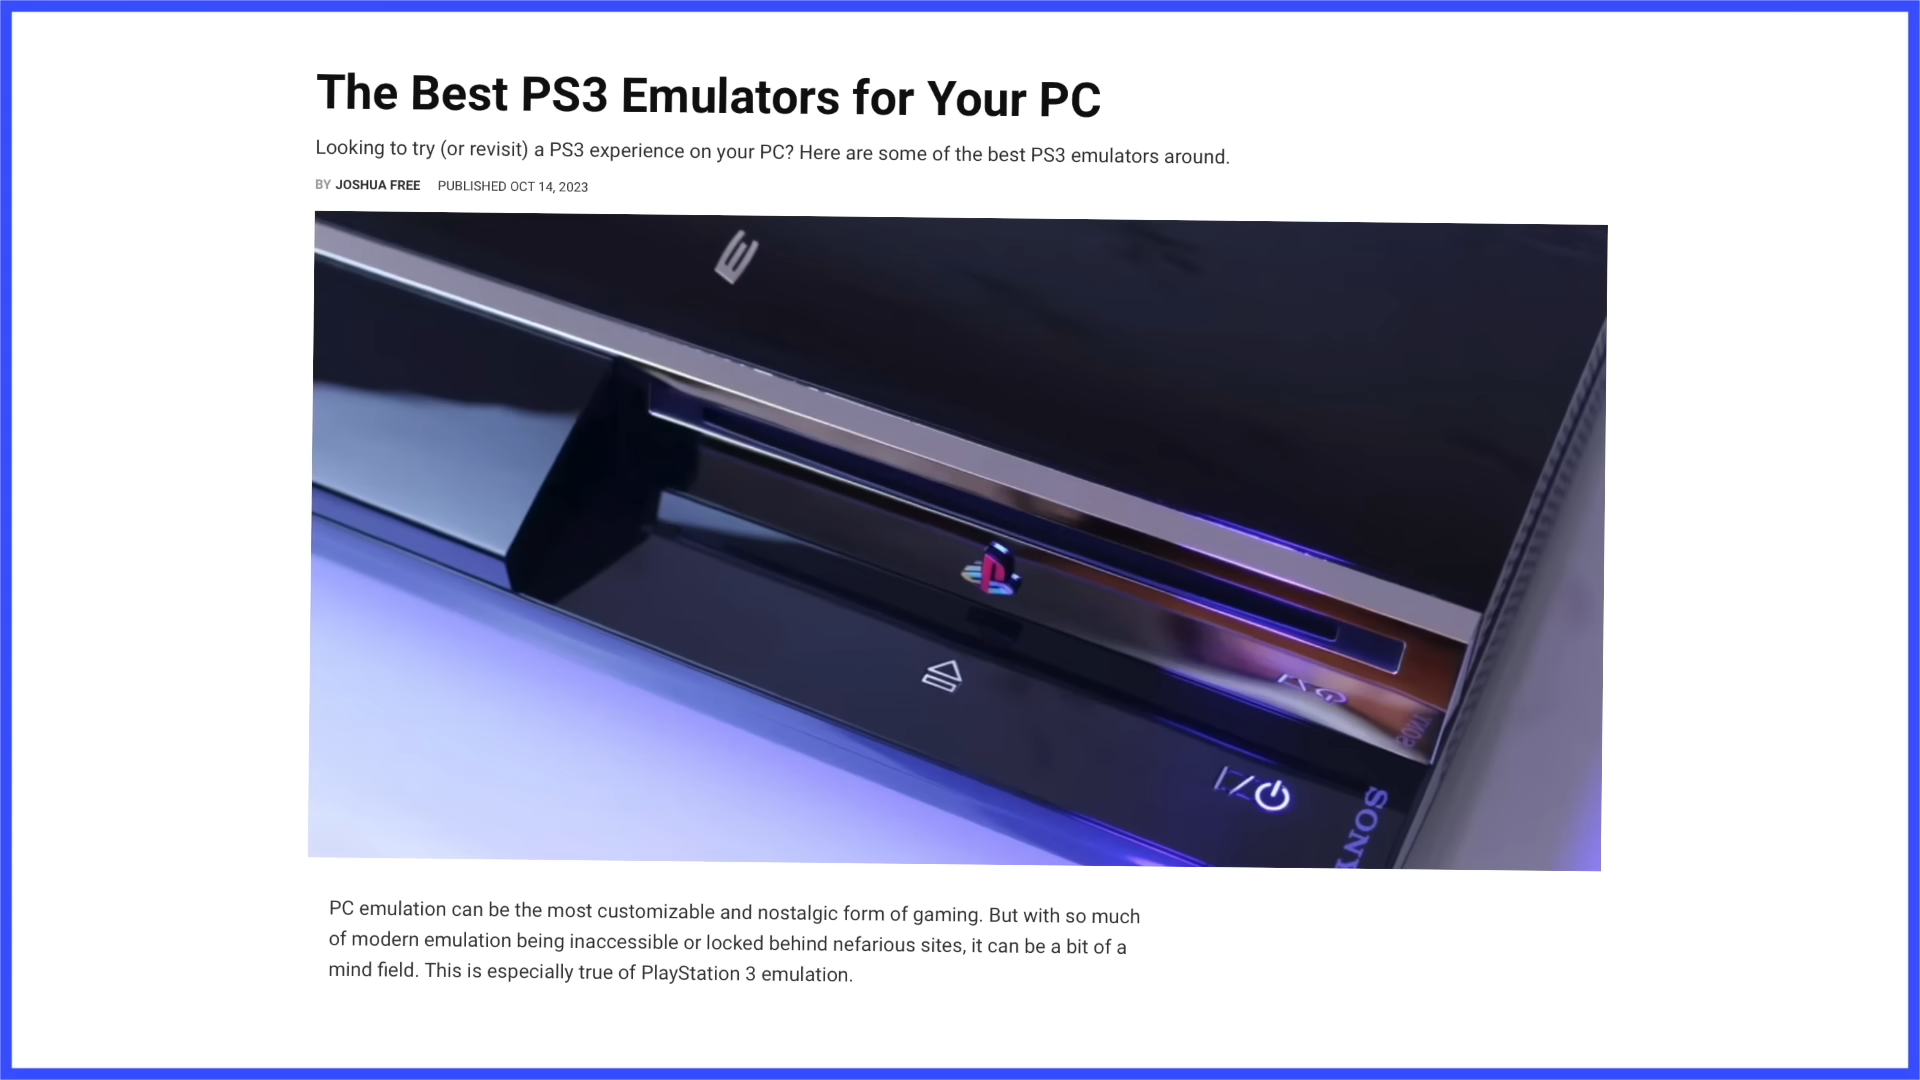 The Best PS3 Emulators for Your PC
Looking to try (or revisit) a PS3 experience on your PC? Here are some of the best PS3 emulators around.
BY JOSHUA FREE PUBLISHED OCT 14, 2023
SONY
PC emulation can be the most customizable and nostalgic form of gaming. But with so much
of modern emulation being inaccessible or locked behind nefarious sites, it can be a bit of a
mind field. This is especially true of PlayStation 3 emulation.